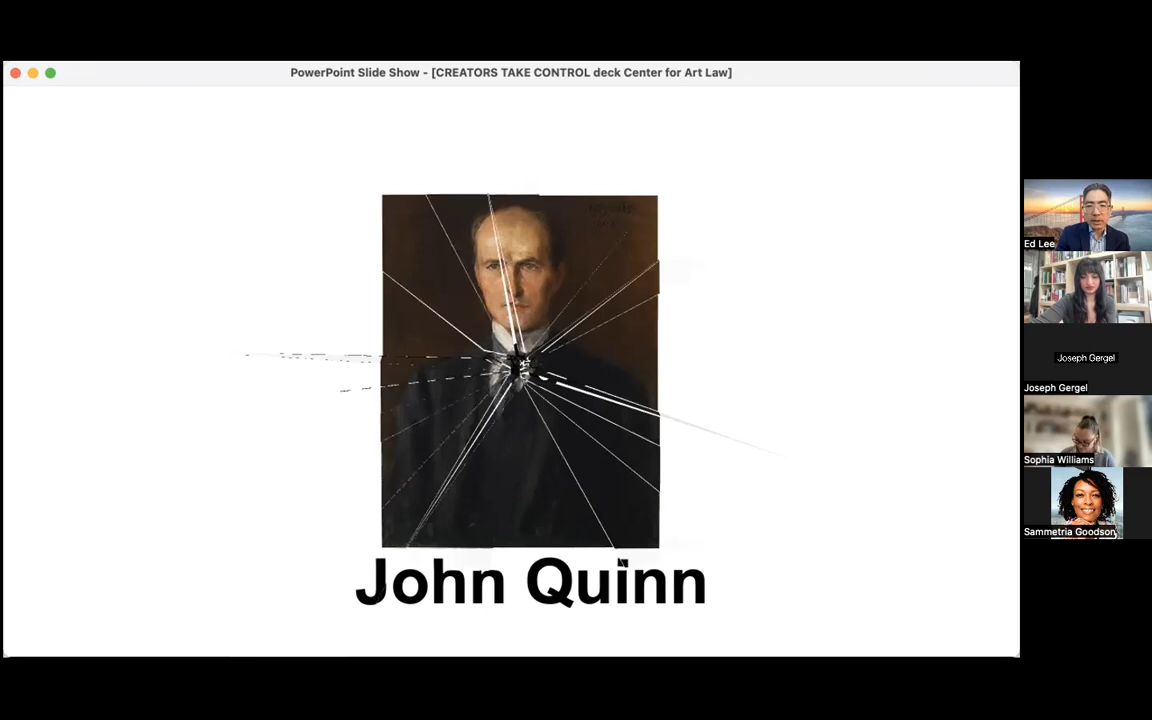 PowerPoint Slide Show - [CREATORS TAKE CONTROL deck Center for Art Law]
John Quinn
Ed Lee
Joseph Gergel
Joseph Gergel
Sophia Williams
Sammetria Goodson